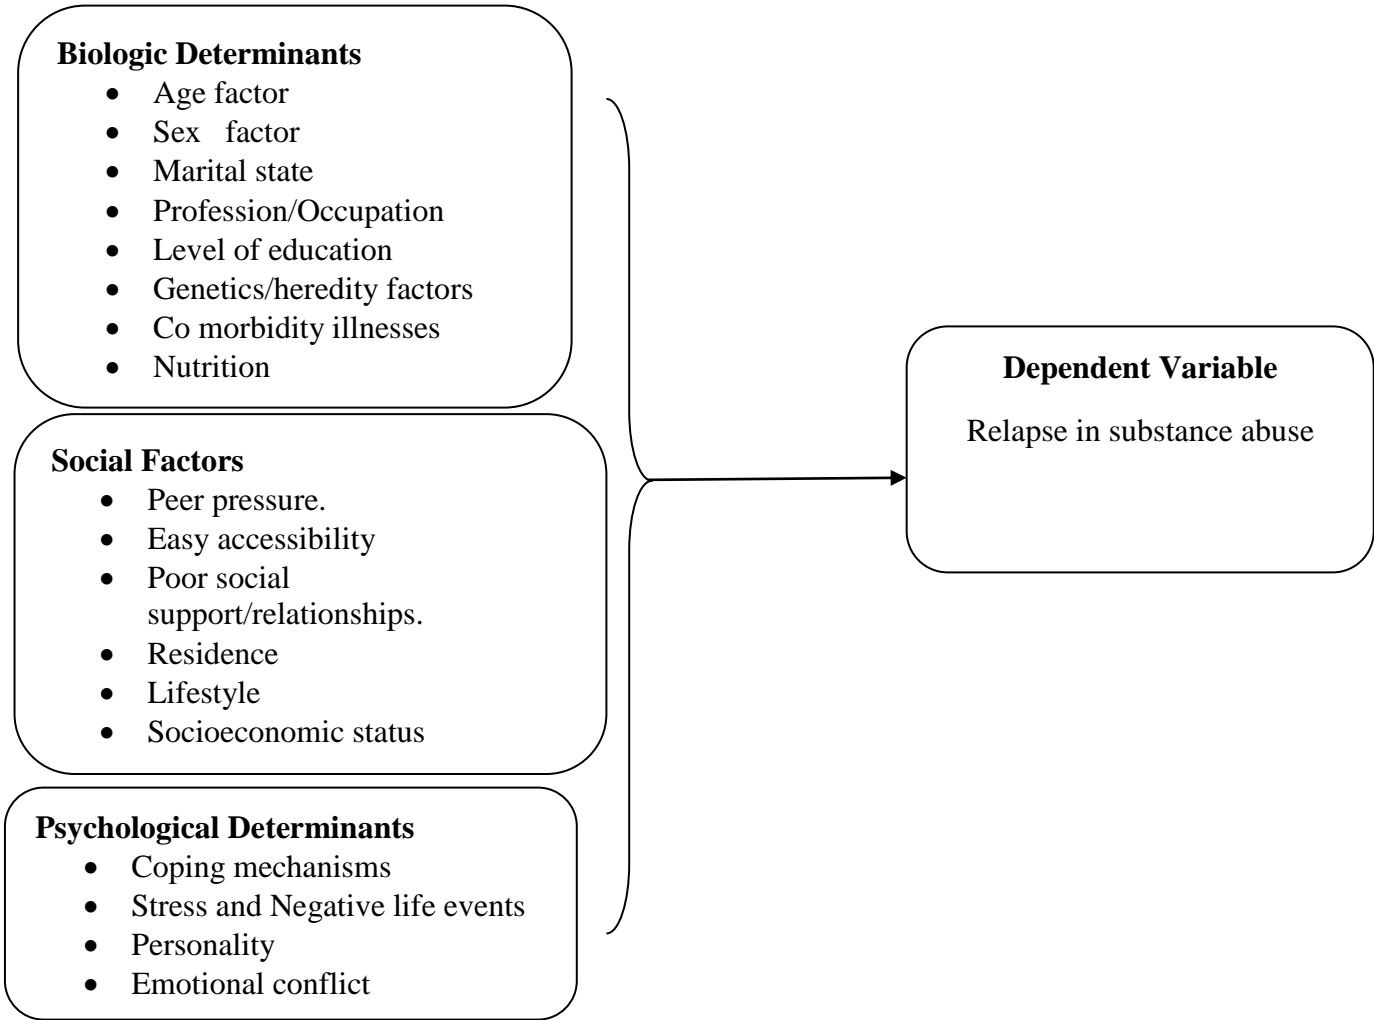 Biologic Determinants
• Age factor
• Sex factor
• Marital state
• Profession/Occupation
• Level of education
• Genetics/heredity factors
• Co morbidity illnesses
• Nutrition
Social Factors
• Peer pressure.
• Easy accessibility
• Poor social
support/relationships.
• Residence
• Lifestyle
• Socioeconomic status
Psychological Determinants
• Coping mechanisms
• Stress and Negative life events
• Personality
• Emotional conflict
Dependent Variable
Relapse in substance abuse